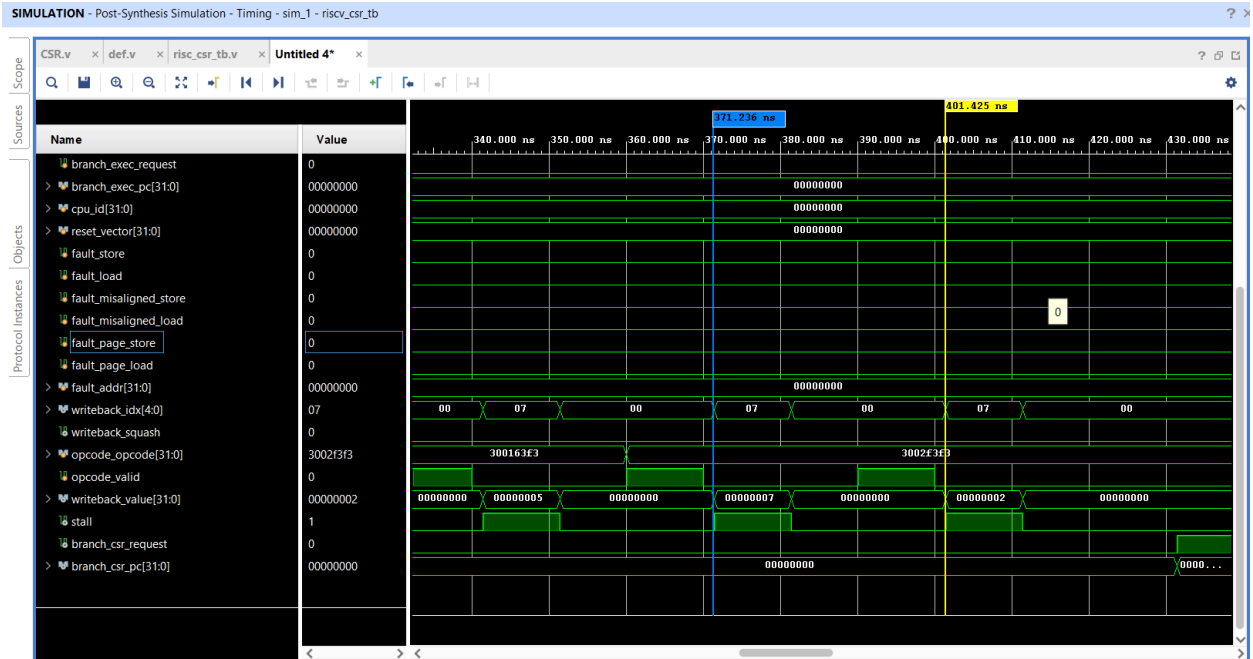 SIMULATION - Post-Synthesis Simulation - Timing - sim_1 - riscv_csr_tb ? ×
CSR.v × def.v × risc_csr_tb.v × Untitled 4* × ?
Scope
Sources
Objects
Protocol Instances
401.425 ns
371.236 ns
Name Value
340.000 ns 350.000 ns 360.000 ns 370.000 ns 380.000 ns 390.000 ns 400.000 ns 410.000 ns 420.000 ns 430.000 ns
branch_exec_request 0
branch_exec_pc[31:0] 00000000 00000000
cpu_id[31:0] 00000000 00000000
reset_vector[31:0] 00000000 00000000
fault_store 0
fault_load 0
fault_misaligned_store 0
fault_misaligned_load 0 0
fault_page_store 0
fault_page_load 0
fault_addr[31:0] 00000000 00000000
writeback_idx[4:0] 07 00 07 00 07 00 07 00
writeback_squash 0
opcode_opcode[31:0] 3002f3f3 300163f3 3002f3f3
opcode_valid 0
writeback_value[31:0] 00000002 00000000 00000005 00000000 00000007 00000000 00000002 00000000
stall 1
branch_csr_request 0
branch_csr_pc[31:0] 00000000 00000000 0000...